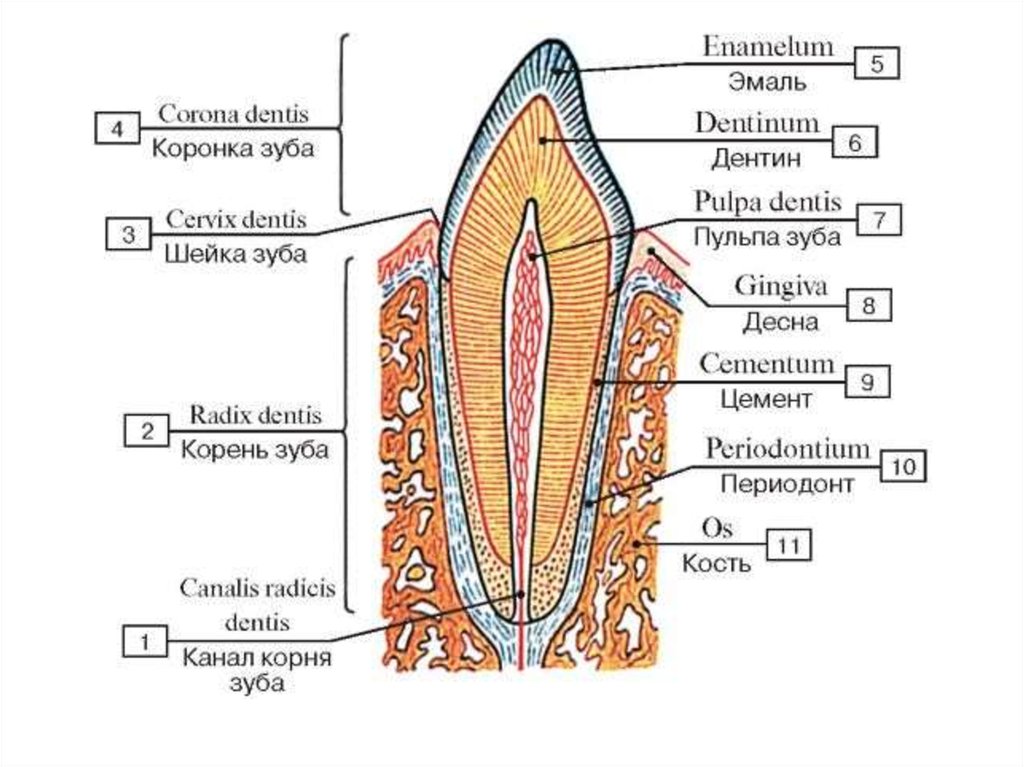 4
Corona dentis
Коронка зуба
3
Cervix dentis
Шейка зуба
2
Radix dentis
Корень зуба
1
Canalis radicis
dentis
Канал корня
зуба
Enamelum
Эмаль
5
Dentinum
Дентин
6
Pulpa dentis
Пульпа зуба
7
Gingiva
Десна
8
Cementum
Цемент
9
Periodontium
Периодонт
10
Os
Кость
11